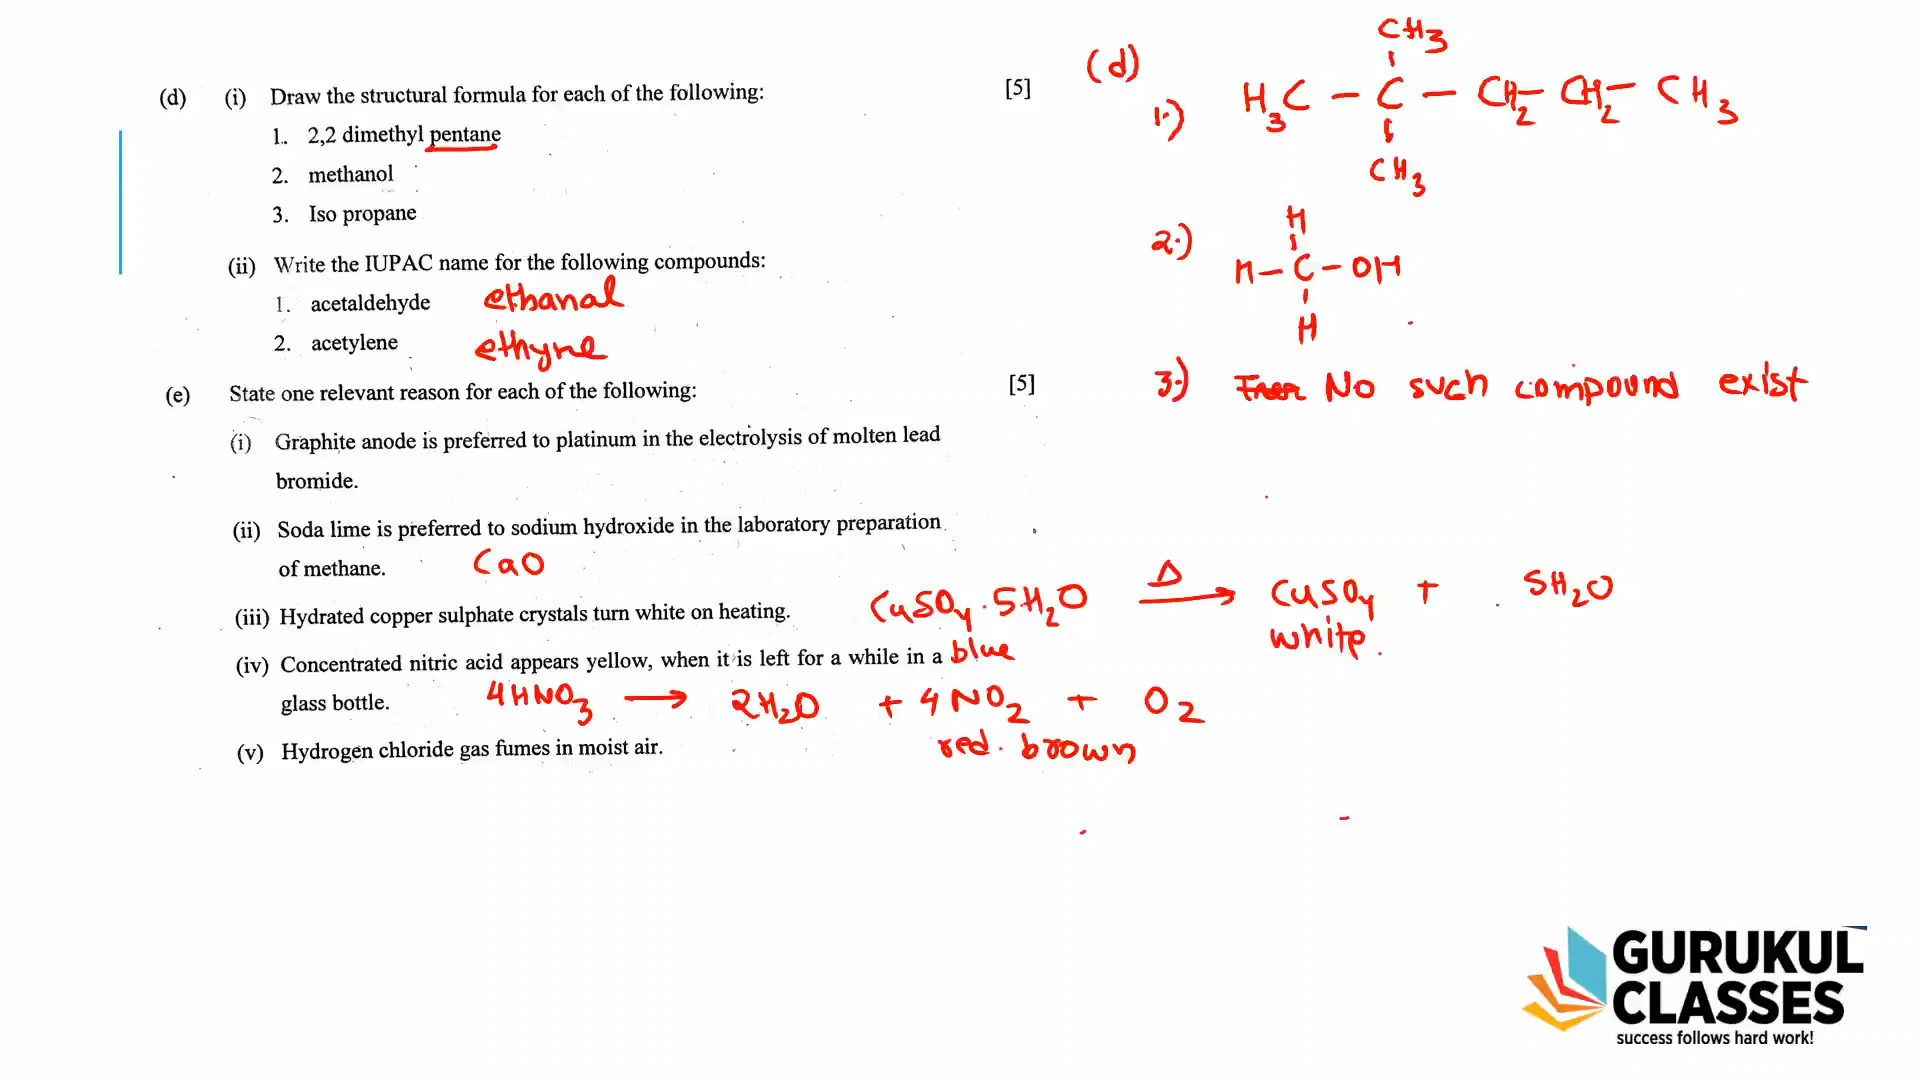 (d) (i) Draw the structural formula for each of the following: [5]
1. 2,2 dimethyl pentane
2. methanol
3. Iso propane
(ii) Write the IUPAC name for the following compounds:
1. acetaldehyde ethanal
2. acetylene ethyne
(e) State one relevant reason for each of the following: [5]
(i) Graphite anode is preferred to platinum in the electrolysis of molten lead
bromide.
(ii) Soda lime is preferred to sodium hydroxide in the laboratory preparation
of methane. CaO
(iii) Hydrated copper sulphate crystals turn white on heating. CuSO4.5H2O Δ → CuSO4 + 5H2O
blue white.
(iv) Concentrated nitric acid appears yellow, when it is left for a while in a
glass bottle. 4HNO3 → 2H2O + 4NO2 + O2
red. brown
(v) Hydrogen chloride gas fumes in moist air.
(d)
CH3
1.) H3C - C - CH2 - CH2 - CH3
CH3
H
2.) H - C - OH
H
3.) No such compound exist
GURUKUL
CLASSES
success follows hard work!